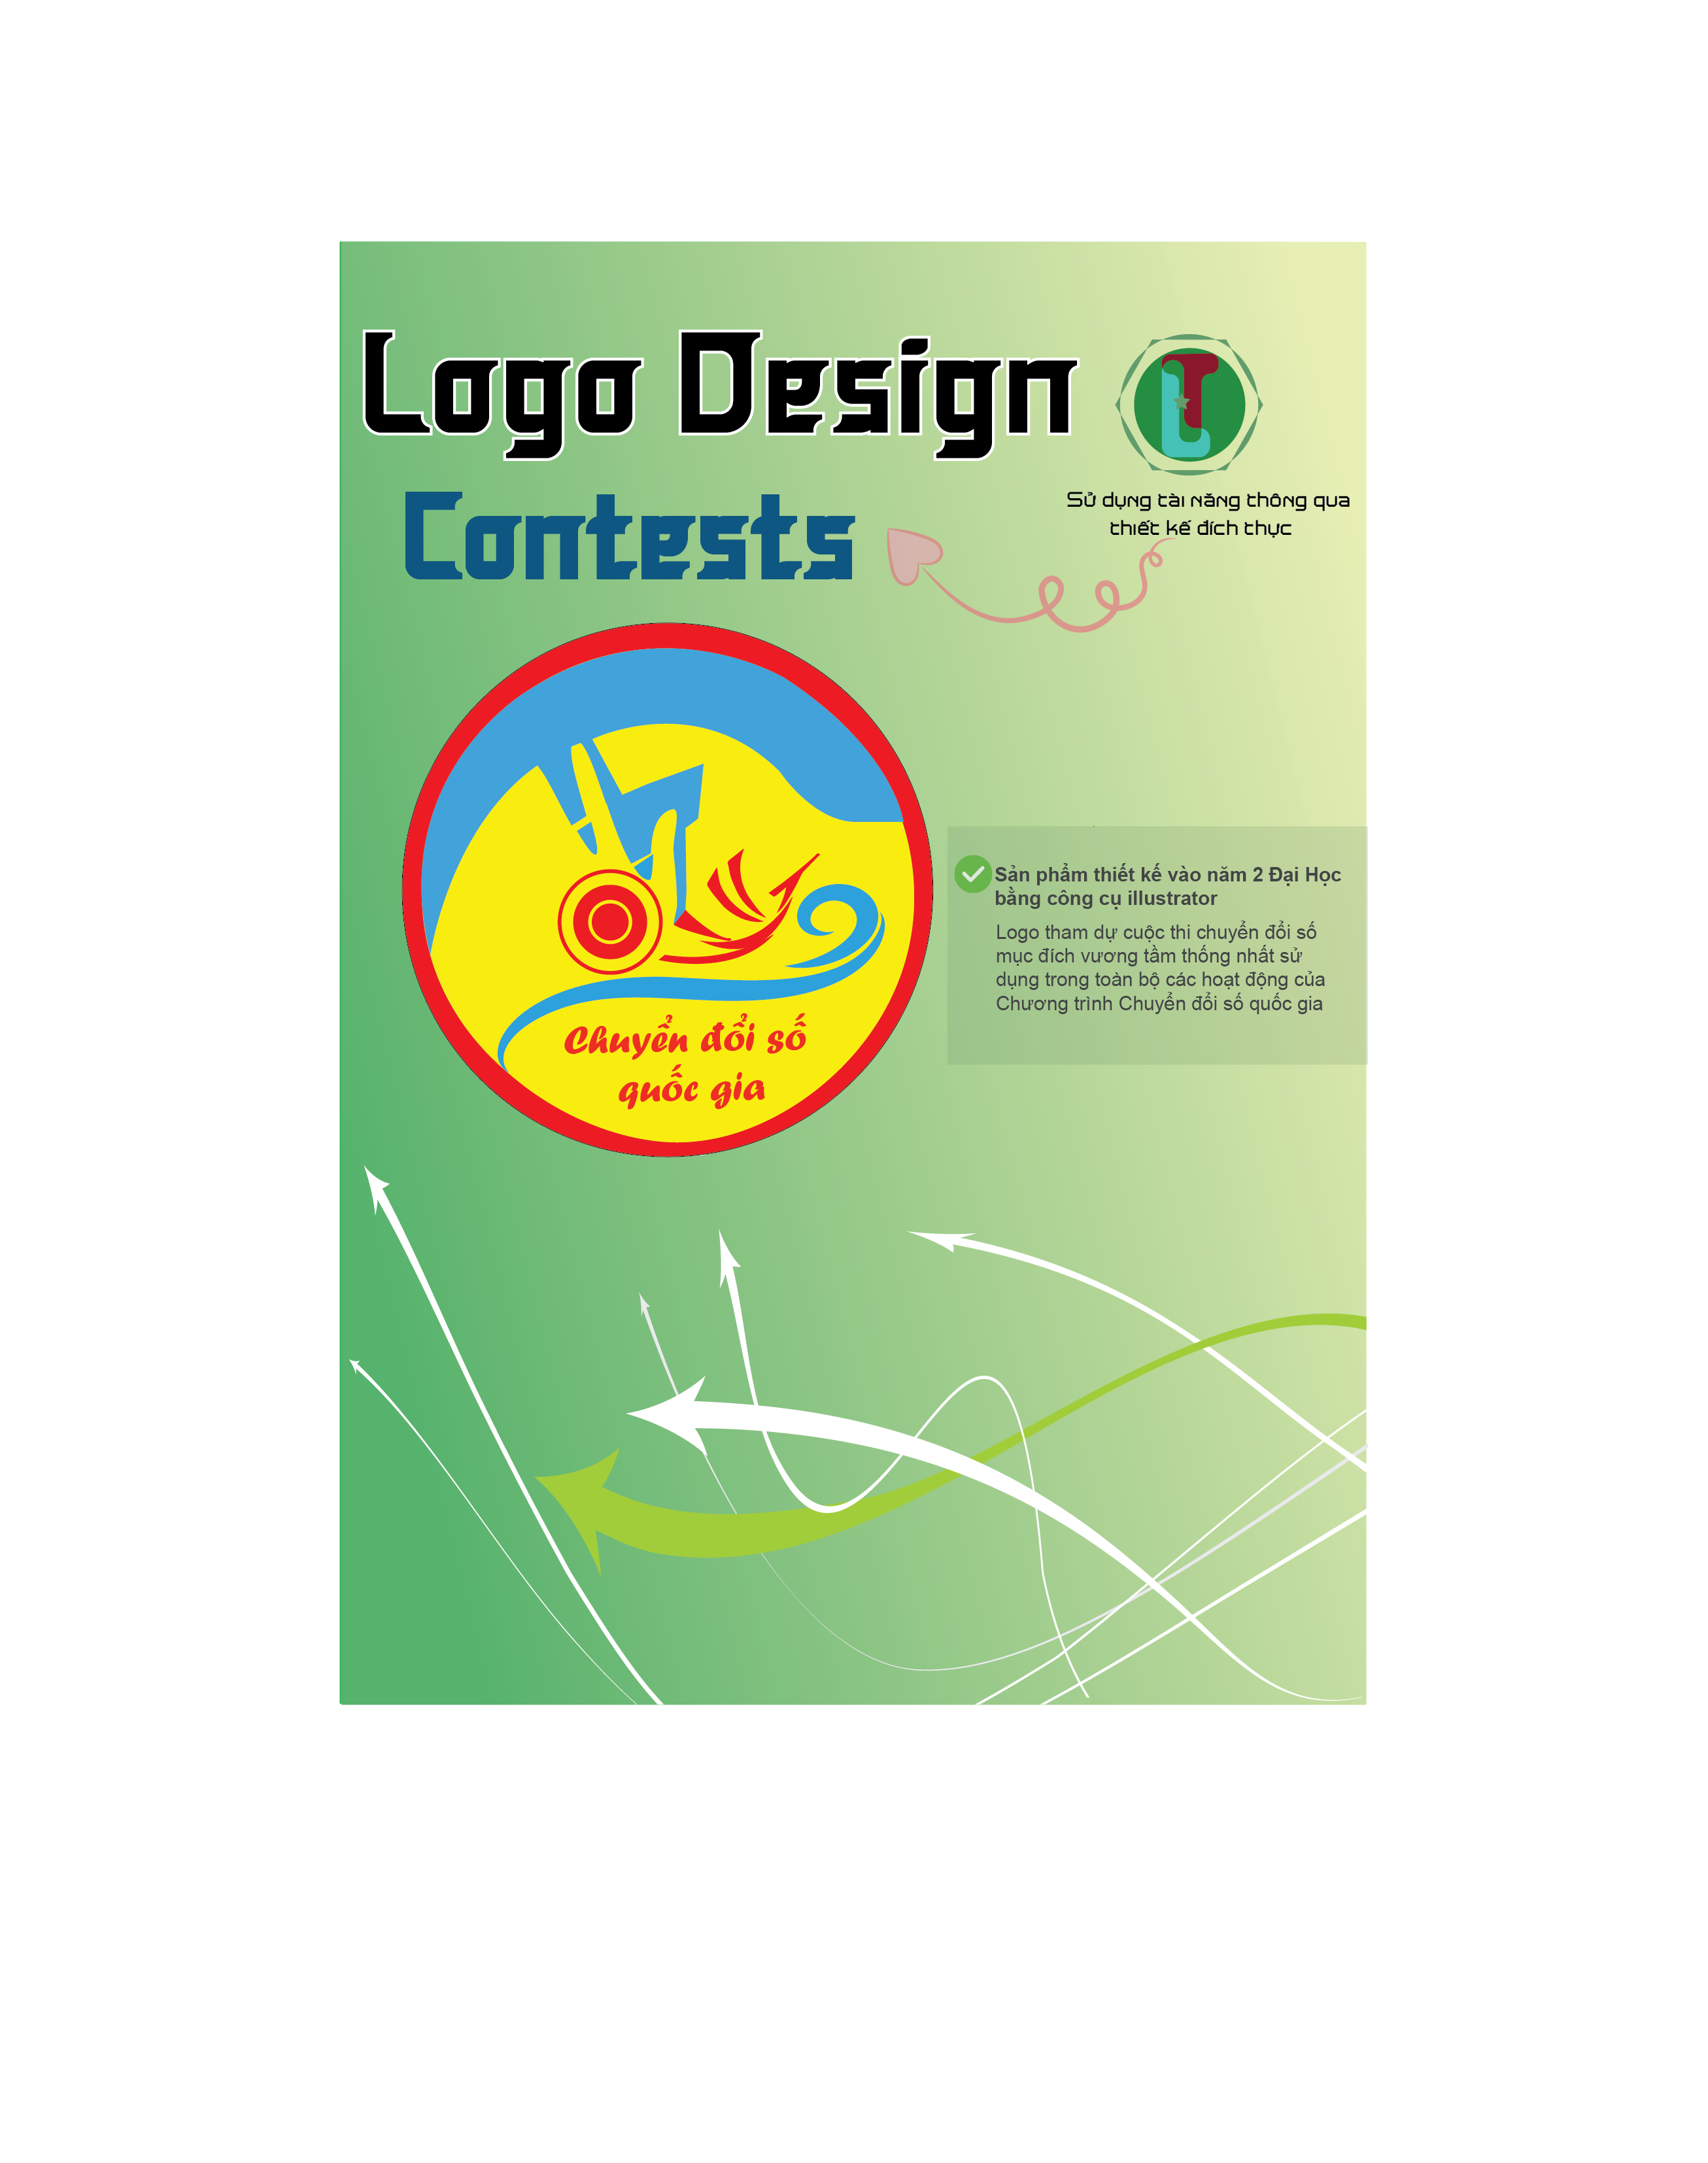 Logo Design
Contests
Sử dụng tài năng thông qua
thiết kế đích thực
Chuyển đổi số
quốc gia
Sản phẩm thiết kế vào năm 2 Đại Học
bằng công cụ illustrator
Logo tham dự cuộc thi chuyển đổi số
mục đích vương tầm thống nhất sử
dụng trong toàn bộ các hoạt động của
Chương trình Chuyển đổi số quốc gia